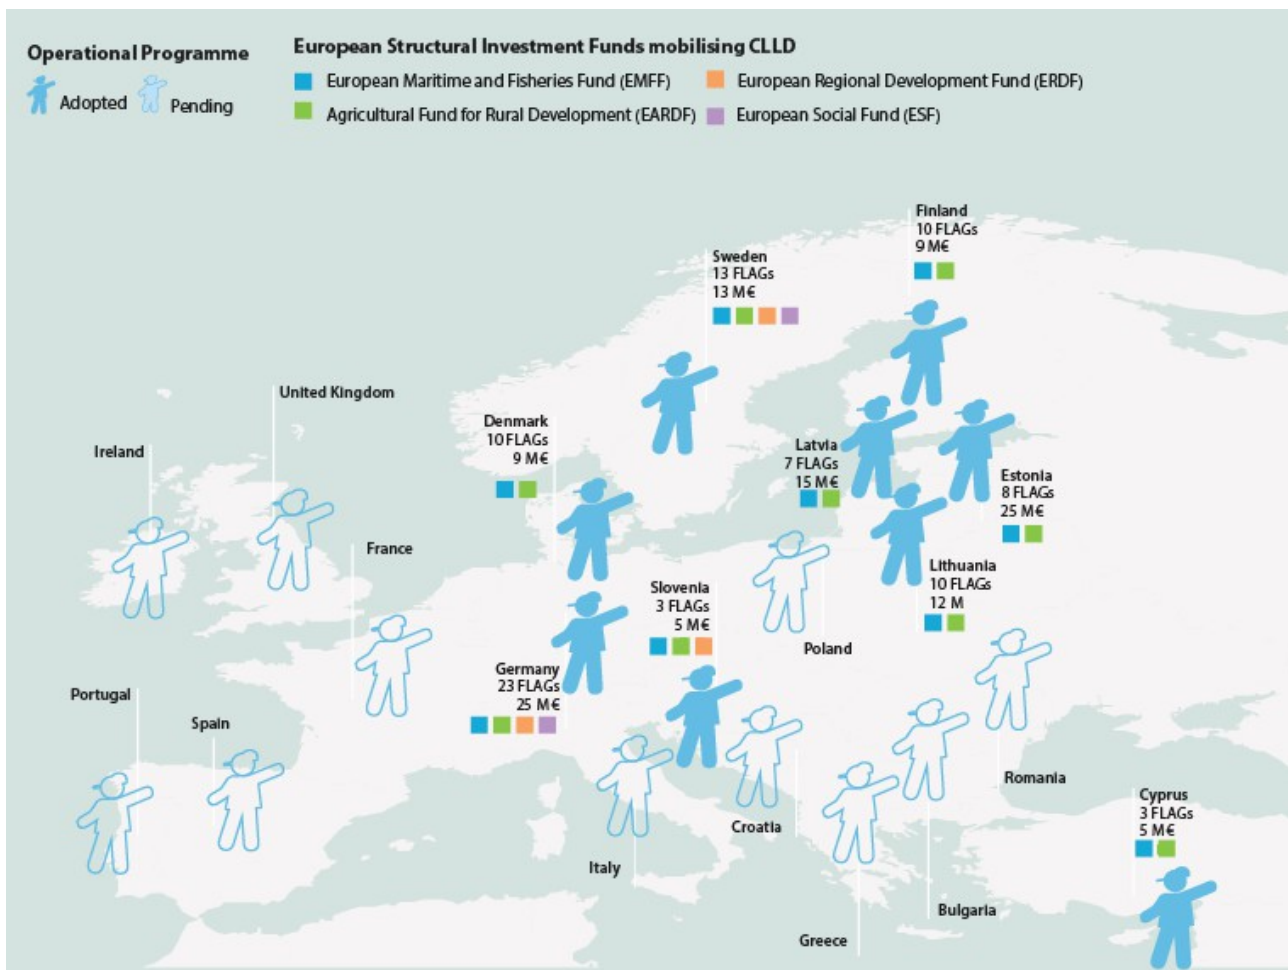 Operational Programme
Adopted
Pending
European Structural Investment Funds mobilising CLLD
European Maritime and Fisheries Fund (EMFF)
European Regional Development Fund (ERDF)
Agricultural Fund for Rural Development (EARDF)
European Social Fund (ESF)
Finland
10 FLAGs
9 M€
Sweden
13 FLAGs
13 M€
United Kingdom
Denmark
10 FLAGs
9 M€
Ireland
Latvia
7 FLAGs
15 M€
Estonia
8 FLAGs
25 M€
France
Lithuania
10 FLAGs
12 M
Slovenia
3 FLAGs
5 M€
Poland
Germany
23 FLAGs
25 M€
Portugal
Spain
Romania
Cyprus
3 FLAGs
5 M€
Croatia
Italy
Bulgaria
Greece